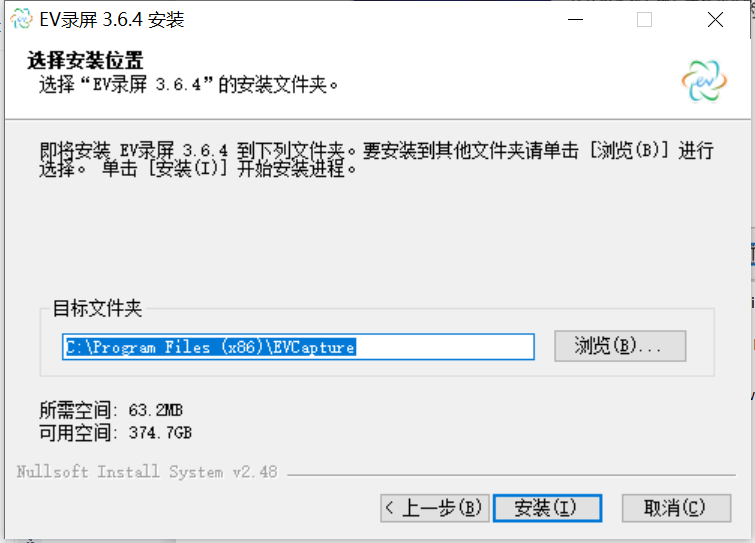 EV录屏 3.6.4 安装
选择安装位置
选择“EV录屏 3.6.4”的安装文件夹。
ev
即将安装 EV录屏 3.6.4 到下列文件夹。要安装到其他文件夹请单击 [浏览(B)] 进行
选择。 单击 [安装(I)] 开始安装进程。
目标文件夹
C:\Program Files (x86)\EVCapture
浏览(B)...
所需空间: 63.2MB
可用空间: 374.7GB
Nullsoft Install System v2.48
< 上一步(B)
安装(I)
取消(C)